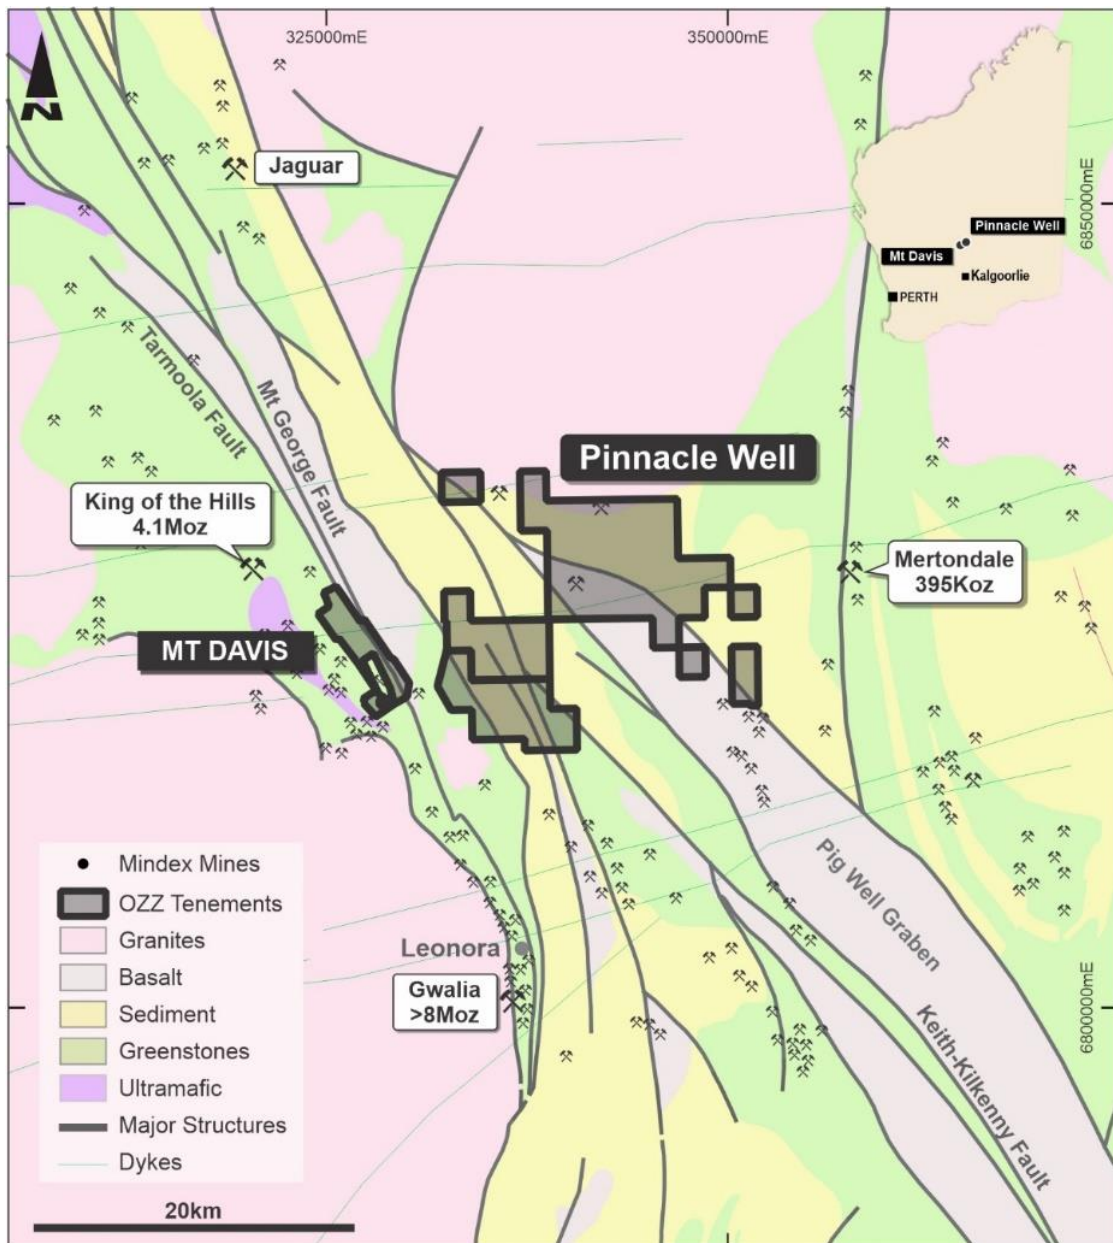 325000mE
350000mE
N
Jaguar
6850000mE
Pinnacle Well
Mt Davis
Kalgoorlie
PERTH
Tarmoola Fault
Mt George Fault
Pinnacle Well
King of the Hills
4.1Moz
Mertondale
395Koz
MT DAVIS
Pig Well Graben
Keith-Kilkenny Fault
Leonora
Gwalia
>8Moz
68000000mE
Mindex Mines
OZZ Tenements
Granites
Basalt
Sediment
Greenstones
Ultramafic
Major Structures
Dykes
20km